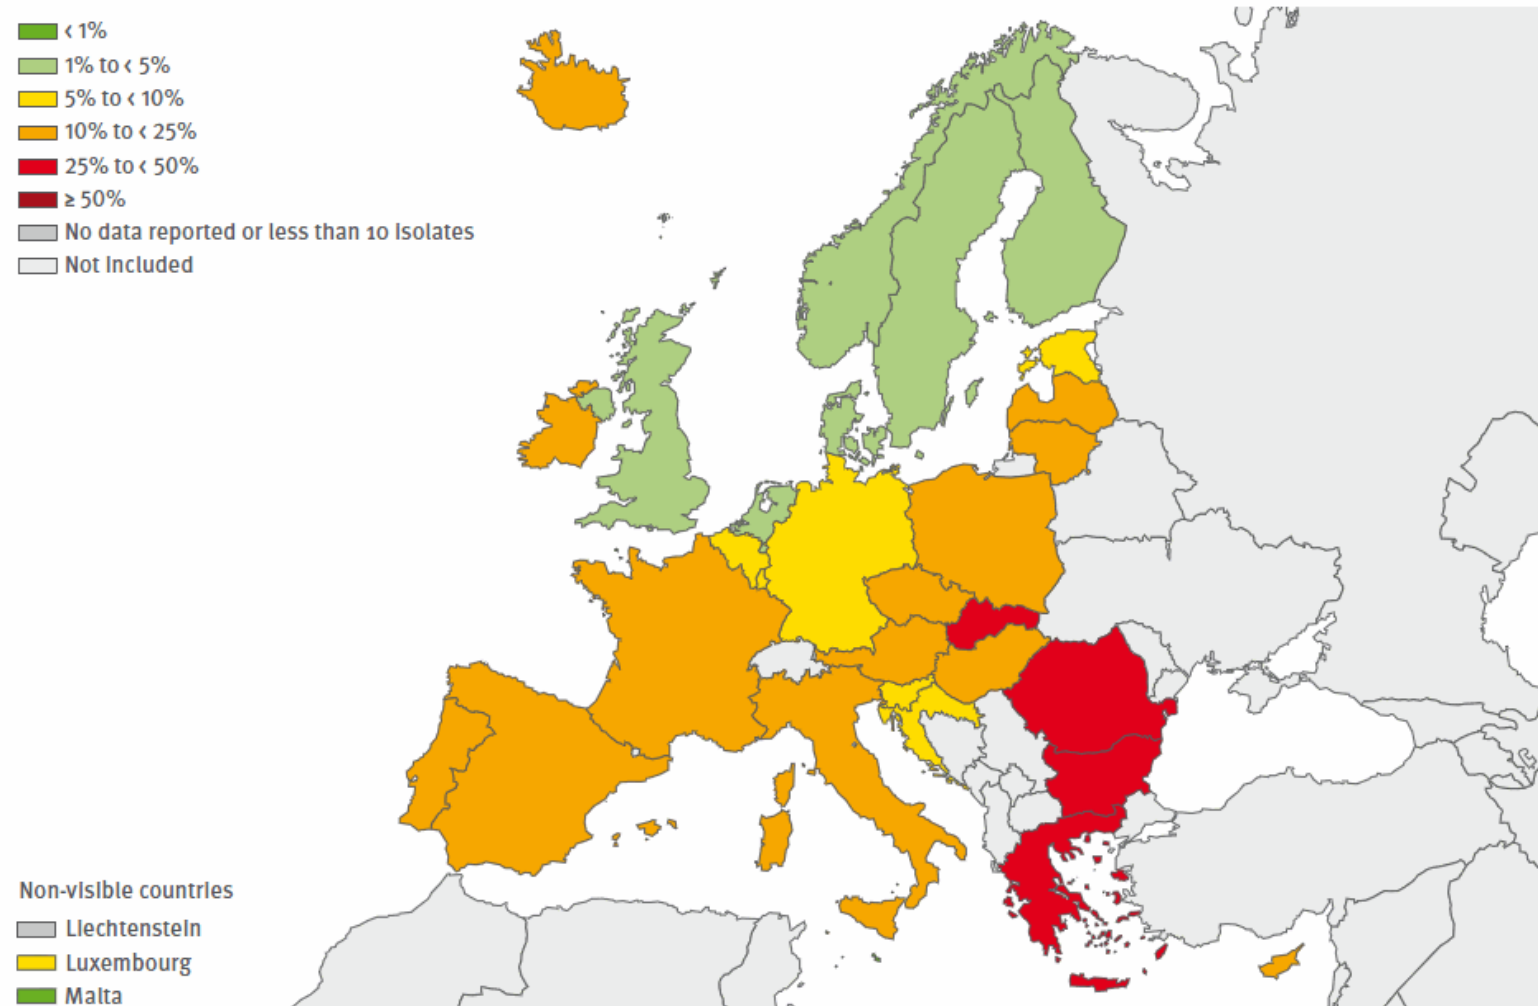 < 1%
1% to < 5%
5% to < 10%
10% to < 25%
25% to < 50%
≥ 50%
No data reported or less than 10 isolates
Not included
Non-visible countries
Liechtenstein
Luxembourg
Malta